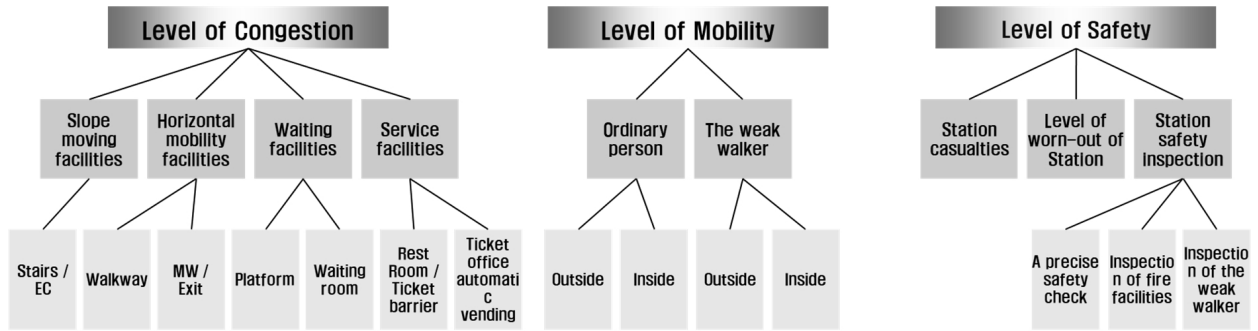 Level of Congestion
Level of Mobility
Level of Safety
Slope
moving
facilities
Horizontal
mobility
facilities
Waiting
facilities
Service
facilities
Ordinary
person
The weak
walker
Station
casualties
Level of
worn-out of
Station
Station
safety
inspection
Stairs /
EC
Walkway
MW /
Exit
Platform
Waiting
room
Rest
Room /
Ticket
barrier
Ticket
office
automati
c
vending
Outside
Inside
Outside
Inside
A precise
safety
check
Inspectio
n of fire
facilities
Inspectio
n of the
weak
walker